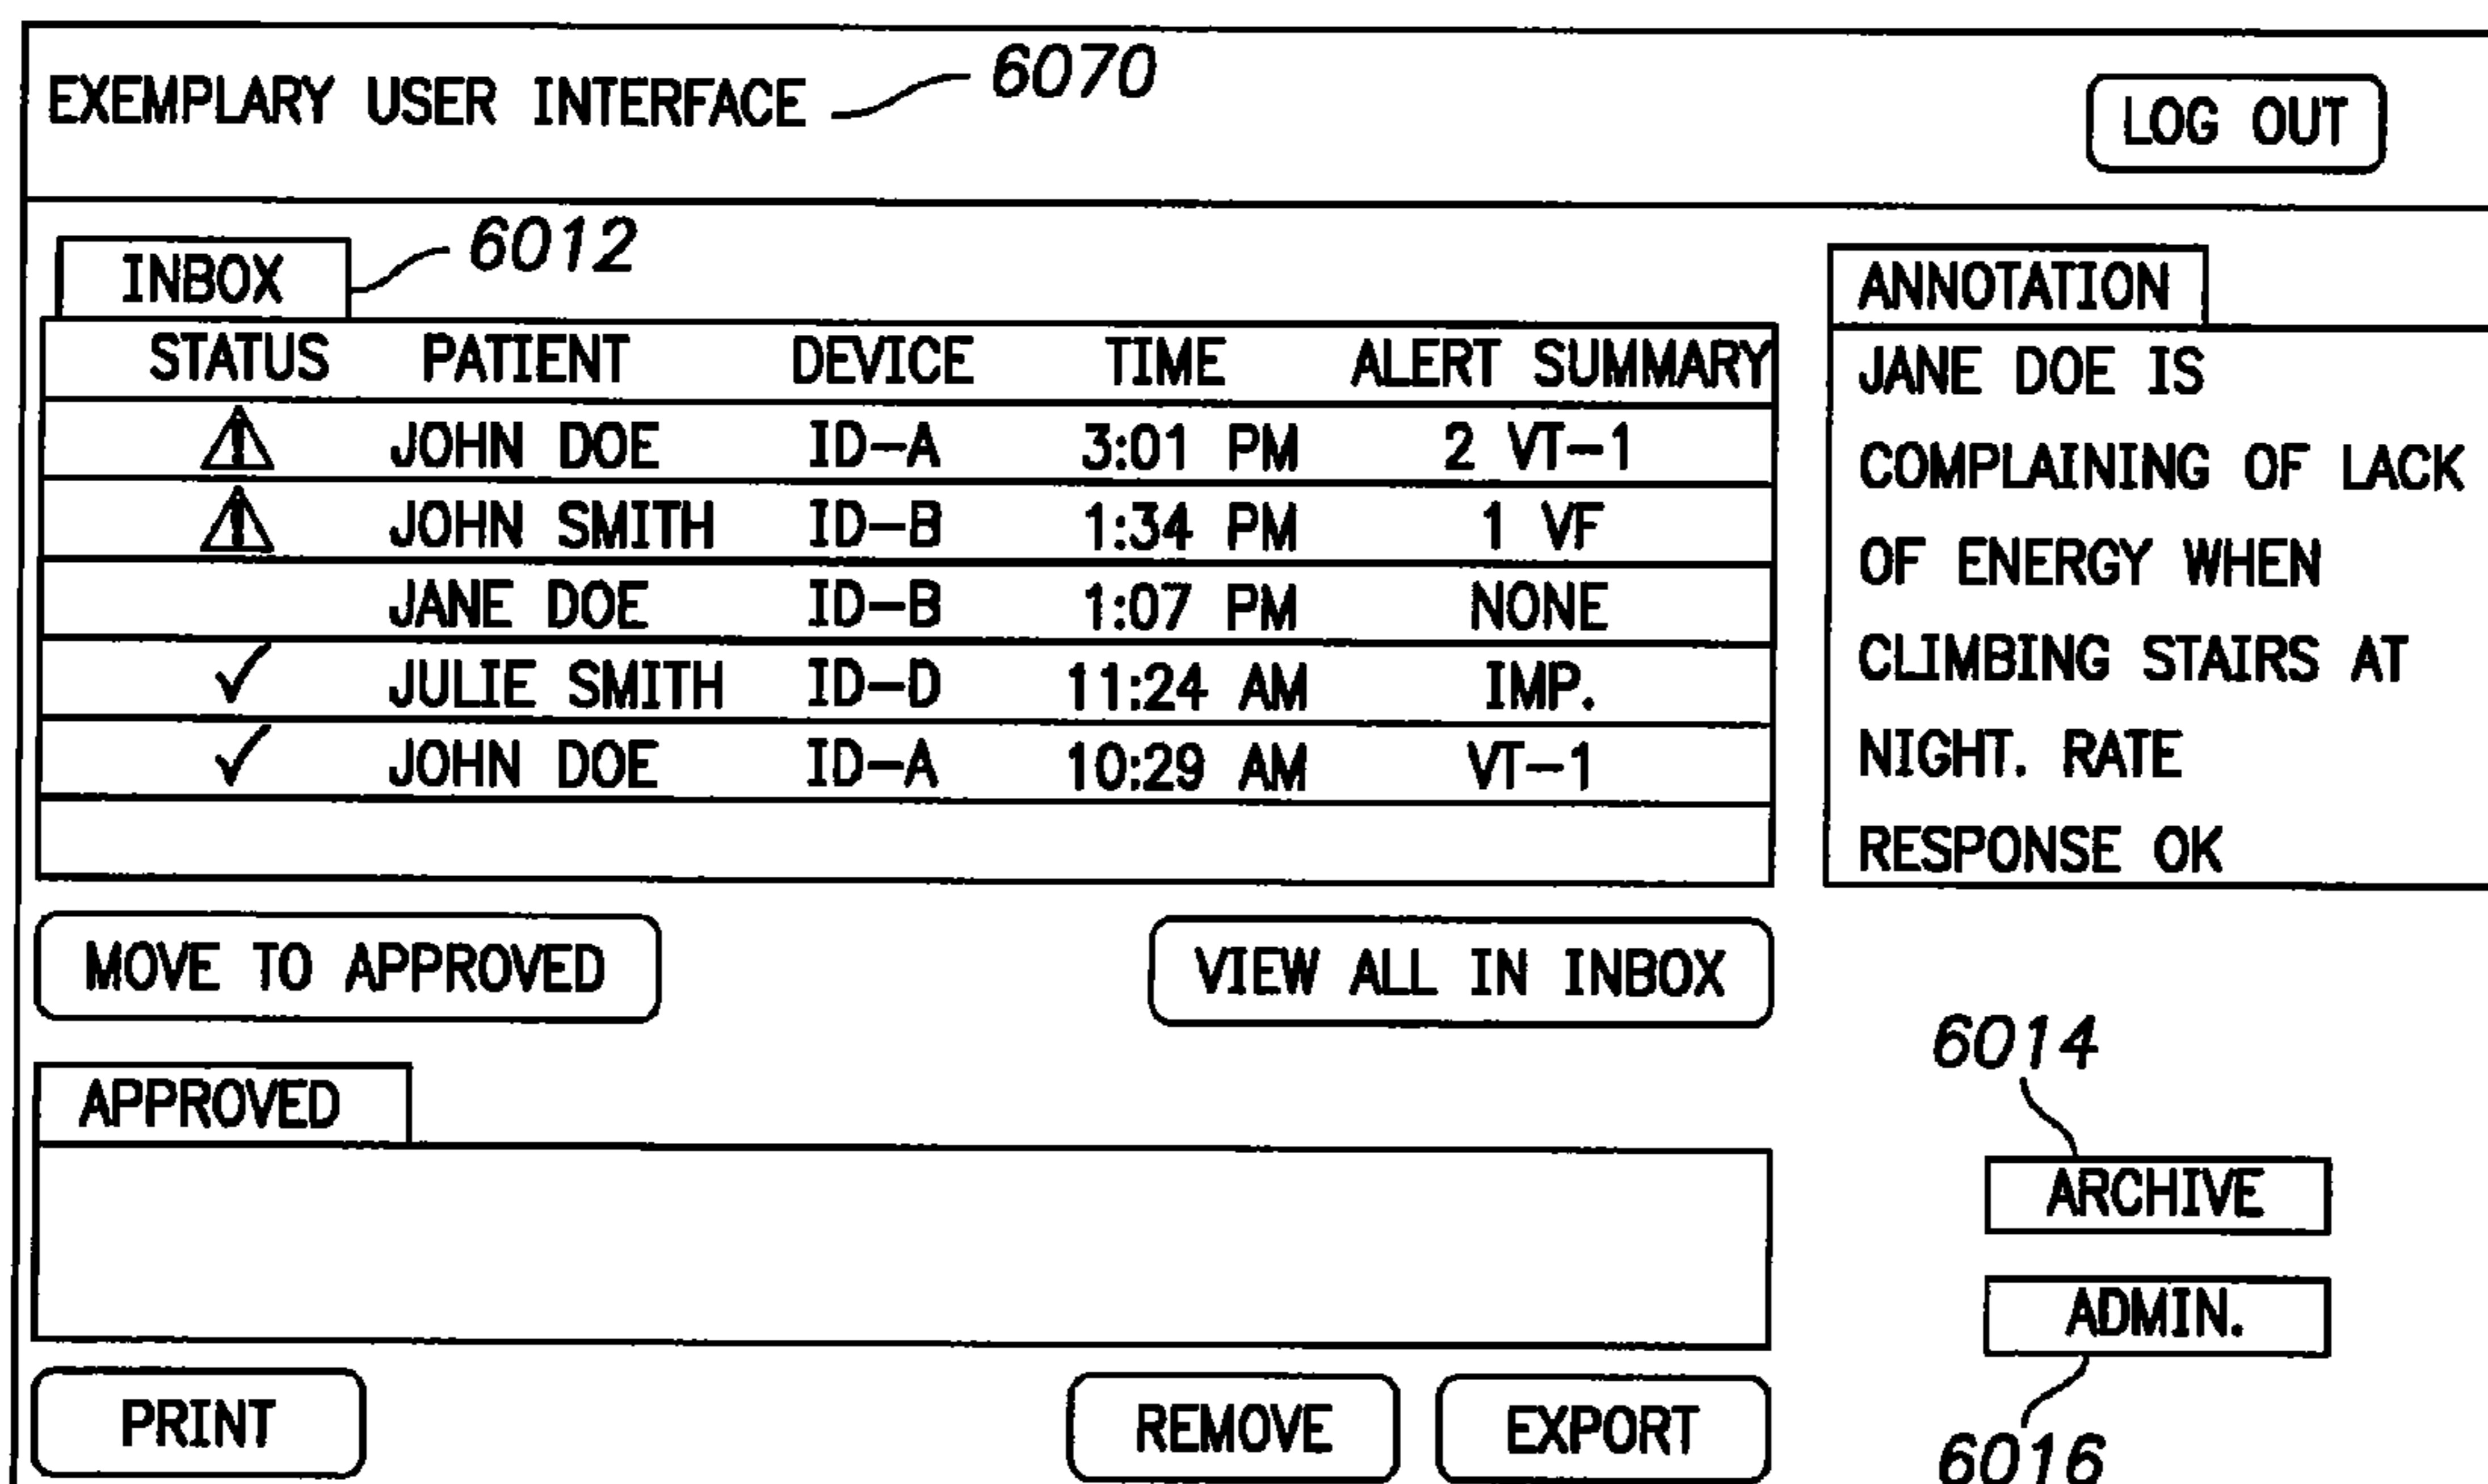 EXEMPLARY USER INTERFACE 6070
LOG OUT
INBOX 6012
STATUS PATIENT DEVICE TIME ALERT SUMMARY
JOHN DOE ID-A 3:01 PM 2 VT-1
JOHN SMITH ID-B 1:34 PM 1 VF
JANE DOE ID-B 1:07 PM NONE
✓ JULIE SMITH ID-D 11:24 AM IMP.
✓ JOHN DOE ID-A 10:29 AM VT-1
ANNOTATION
JANE DOE IS
COMPLAINING OF LACK
OF ENERGY WHEN
CLIMBING STAIRS AT
NIGHT. RATE
RESPONSE OK
MOVE TO APPROVED
VIEW ALL IN INBOX
APPROVED
6014
ARCHIVE
ADMIN.
6016
PRINT
REMOVE
EXPORT